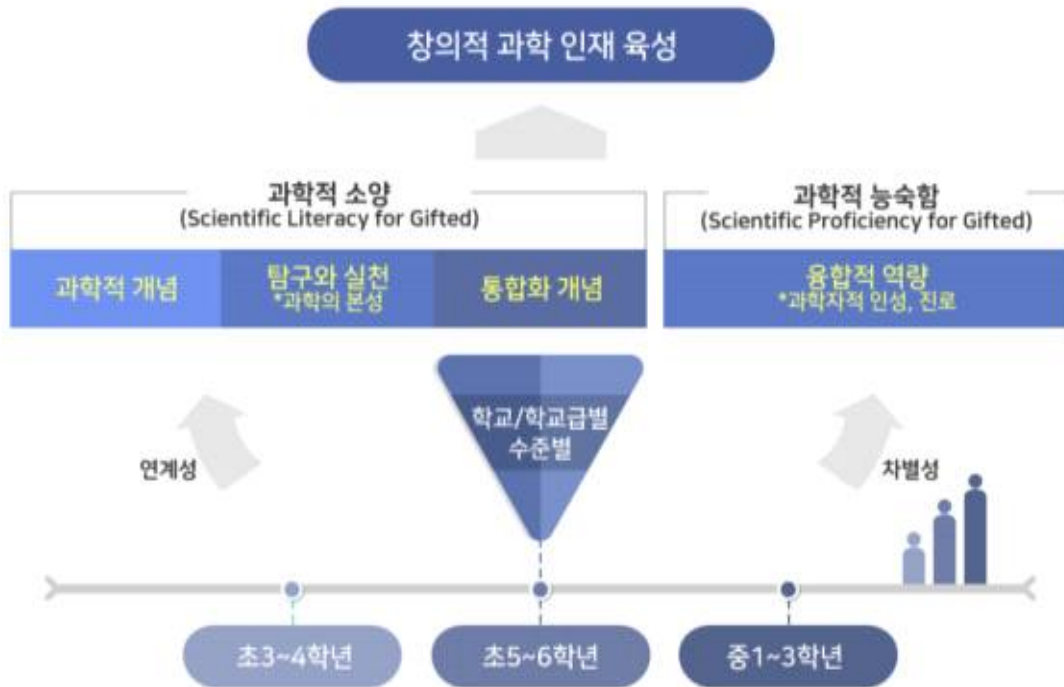 창의적 과학 인재 육성
과학적 소양
(Scientific Literacy for Gifted)
과학적 능숙함
(Scientific Proficiency for Gifted)
과학적 개념
탐구와 실천
*과학의 본성
통합화 개념
융합적 역량
*과학자적 인성, 진로
학교/학교급별
수준별
연계성
차별성
초3~4학년
초5~6학년
중1~3학년